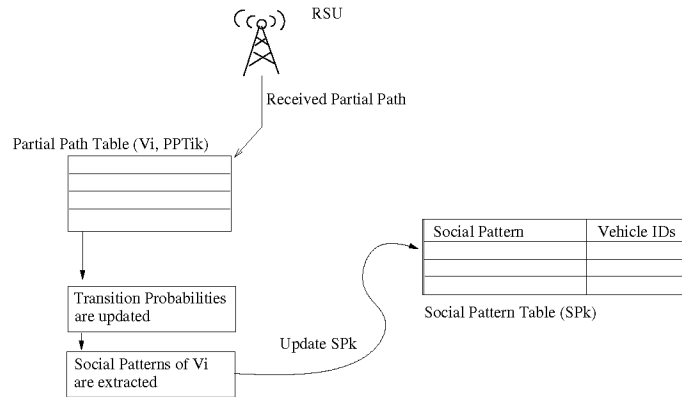 RSU
Received Partial Path
Partial Path Table (Vi, PPTik)
Social Pattern
Vehicle IDs
Transition Probabilities
are updated
Social Pattern Table (SPk)
Update SPk
Social Patterns of Vi
are extracted